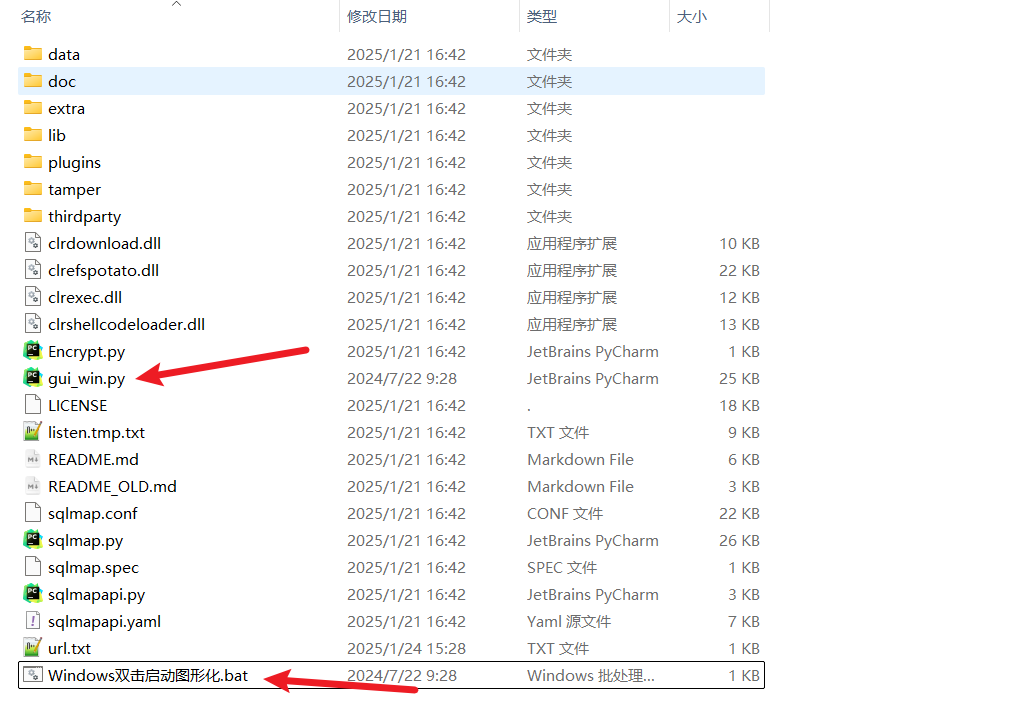 名称 修改日期 类型 大小
data 2025/1/21 16:42 文件夹
doc 2025/1/21 16:42 文件夹
extra 2025/1/21 16:42 文件夹
lib 2025/1/21 16:42 文件夹
plugins 2025/1/21 16:42 文件夹
tamper 2025/1/21 16:42 文件夹
thirdparty 2025/1/21 16:42 文件夹
clrdownload.dll 2025/1/21 16:42 应用程序扩展 10 KB
clrefspotato.dll 2025/1/21 16:42 应用程序扩展 22 KB
clrexec.dll 2025/1/21 16:42 应用程序扩展 12 KB
clrshellcodeloader.dll 2025/1/21 16:42 应用程序扩展 13 KB
Encrypt.py 2025/1/21 16:42 JetBrains PyCharm 1 KB
gui_win.py 2024/7/22 9:28 JetBrains PyCharm 25 KB
LICENSE 2025/1/21 16:42 . 18 KB
listen.tmp.txt 2025/1/21 16:42 TXT 文件 9 KB
README.md 2025/1/21 16:42 Markdown File 6 KB
README_OLD.md 2025/1/21 16:42 Markdown File 3 KB
sqlmap.conf 2025/1/21 16:42 CONF 文件 22 KB
sqlmap.py 2025/1/21 16:42 JetBrains PyCharm 26 KB
sqlmap.spec 2025/1/21 16:42 SPEC 文件 1 KB
sqlmapapi.py 2025/1/21 16:42 JetBrains PyCharm 3 KB
sqlmapapi.yaml 2025/1/21 16:42 Yaml 源文件 7 KB
url.txt 2025/1/24 15:28 TXT 文件 1 KB
Windows双击启动图形化.bat 2024/7/22 9:28 Windows 批处理... 1 KB